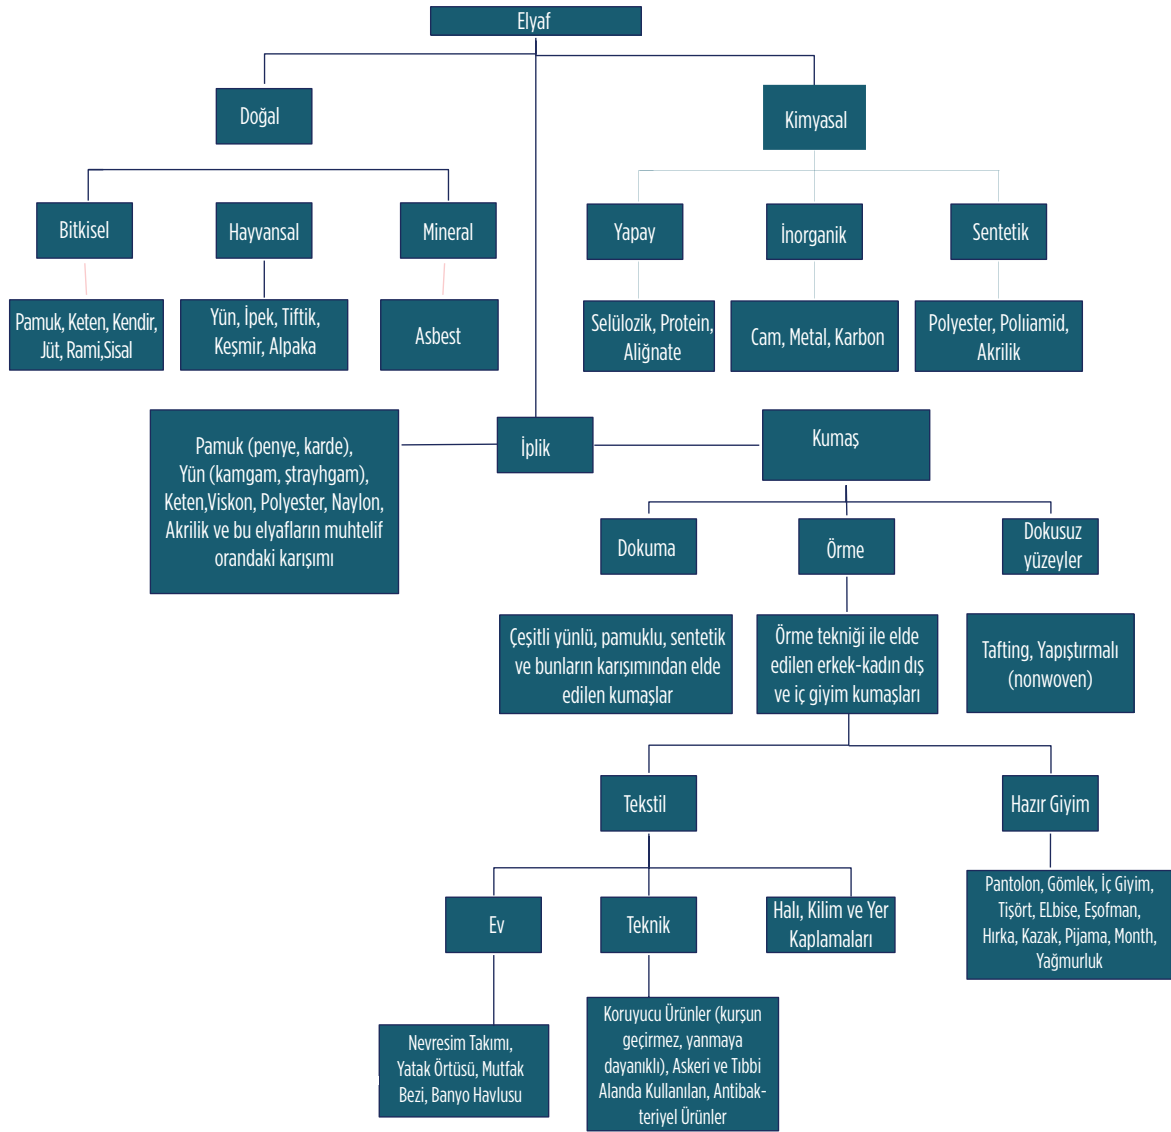 Elyaf
Doğal
Kimyasal
Bitkisel
Hayvansal
Mineral
Yapay
İnorganik
Sentetik
Pamuk, Keten, Kendir,
Jüt, Rami,Sisal
Yün, İpek, Tiftik,
Keşmir, Alpaka
Asbest
Selülozik, Protein,
Aliğnate
Cam, Metal, Karbon
Polyester, Polıiamid,
Akrilik
Pamuk (penye, karde),
Yün (kamgam, ştrayhgam),
Keten,Viskon, Polyester, Naylon,
Akrilik ve bu elyafların muhtelif
orandaki karışımı
İplik
Kumaş
Dokuma
Örme
Dokusuz
yüzeyler
Çeşitli yünlü, pamuklu, sentetik
ve bunların karışımından elde
edilen kumaşlar
Örme tekniği ile elde
edilen erkek-kadın dış
ve iç giyim kumaşları
Tafting, Yapıştırmalı
(nonwoven)
Tekstil
Hazır Giyim
Ev
Teknik
Halı, Kilim ve Yer
Kaplamaları
Pantolon, Gömlek, İç Giyim,
Tişört, ELbise, Eşofman,
Hırka, Kazak, Pijama, Month,
Yağmurluk
Nevresim Takımı,
Yatak Örtüsü, Mutfak
Bezi, Banyo Havlusu
Koruyucu Ürünler (kurşun
geçirmez, yanmaya
dayanıklı), Askeri ve Tıbbi
Alanda Kullanılan, Antibak-
teriyel Ürünler